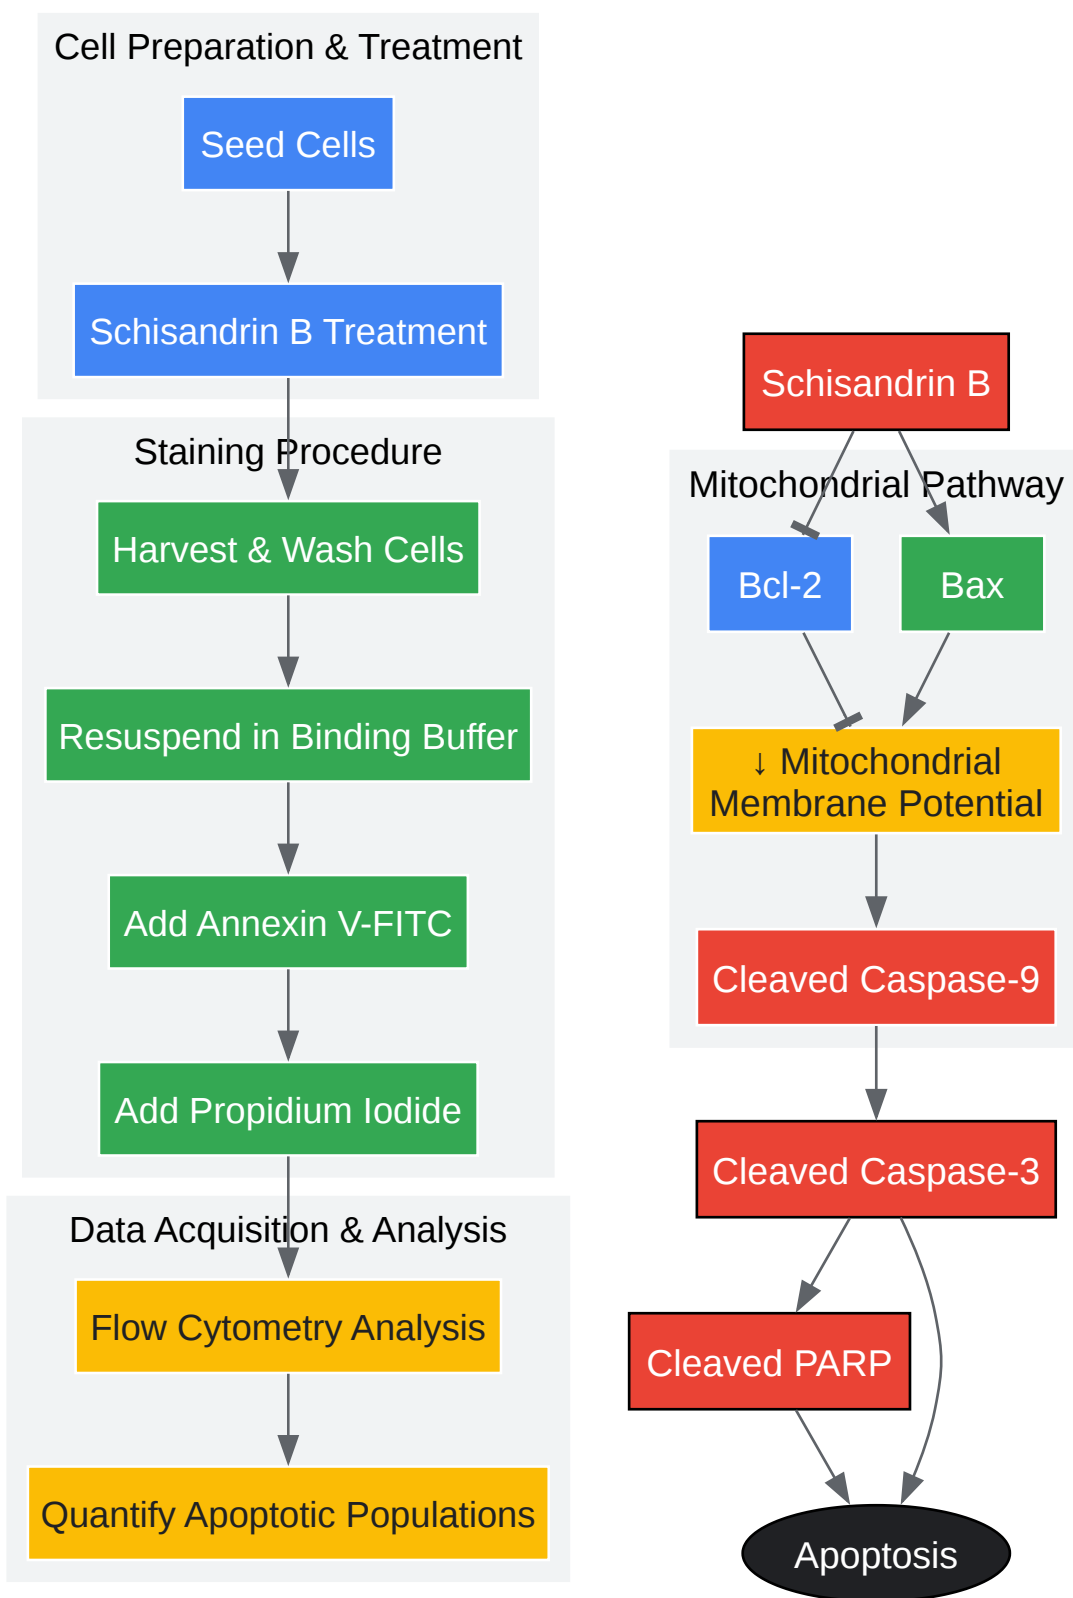 Cell Preparation & Treatment
Seed Cells
Schisandrin B Treatment
Staining Procedure
Harvest & Wash Cells
Resuspend in Binding Buffer
Add Annexin V-FITC
Add Propidium Iodide
Data Acquisition & Analysis
Flow Cytometry Analysis
Quantify Apoptotic Populations
Schisandrin B
Mitochondrial Pathway
Bcl-2
Bax
↓ Mitochondrial
Membrane Potential
Cleaved Caspase-9
Cleaved Caspase-3
Cleaved PARP
Apoptosis